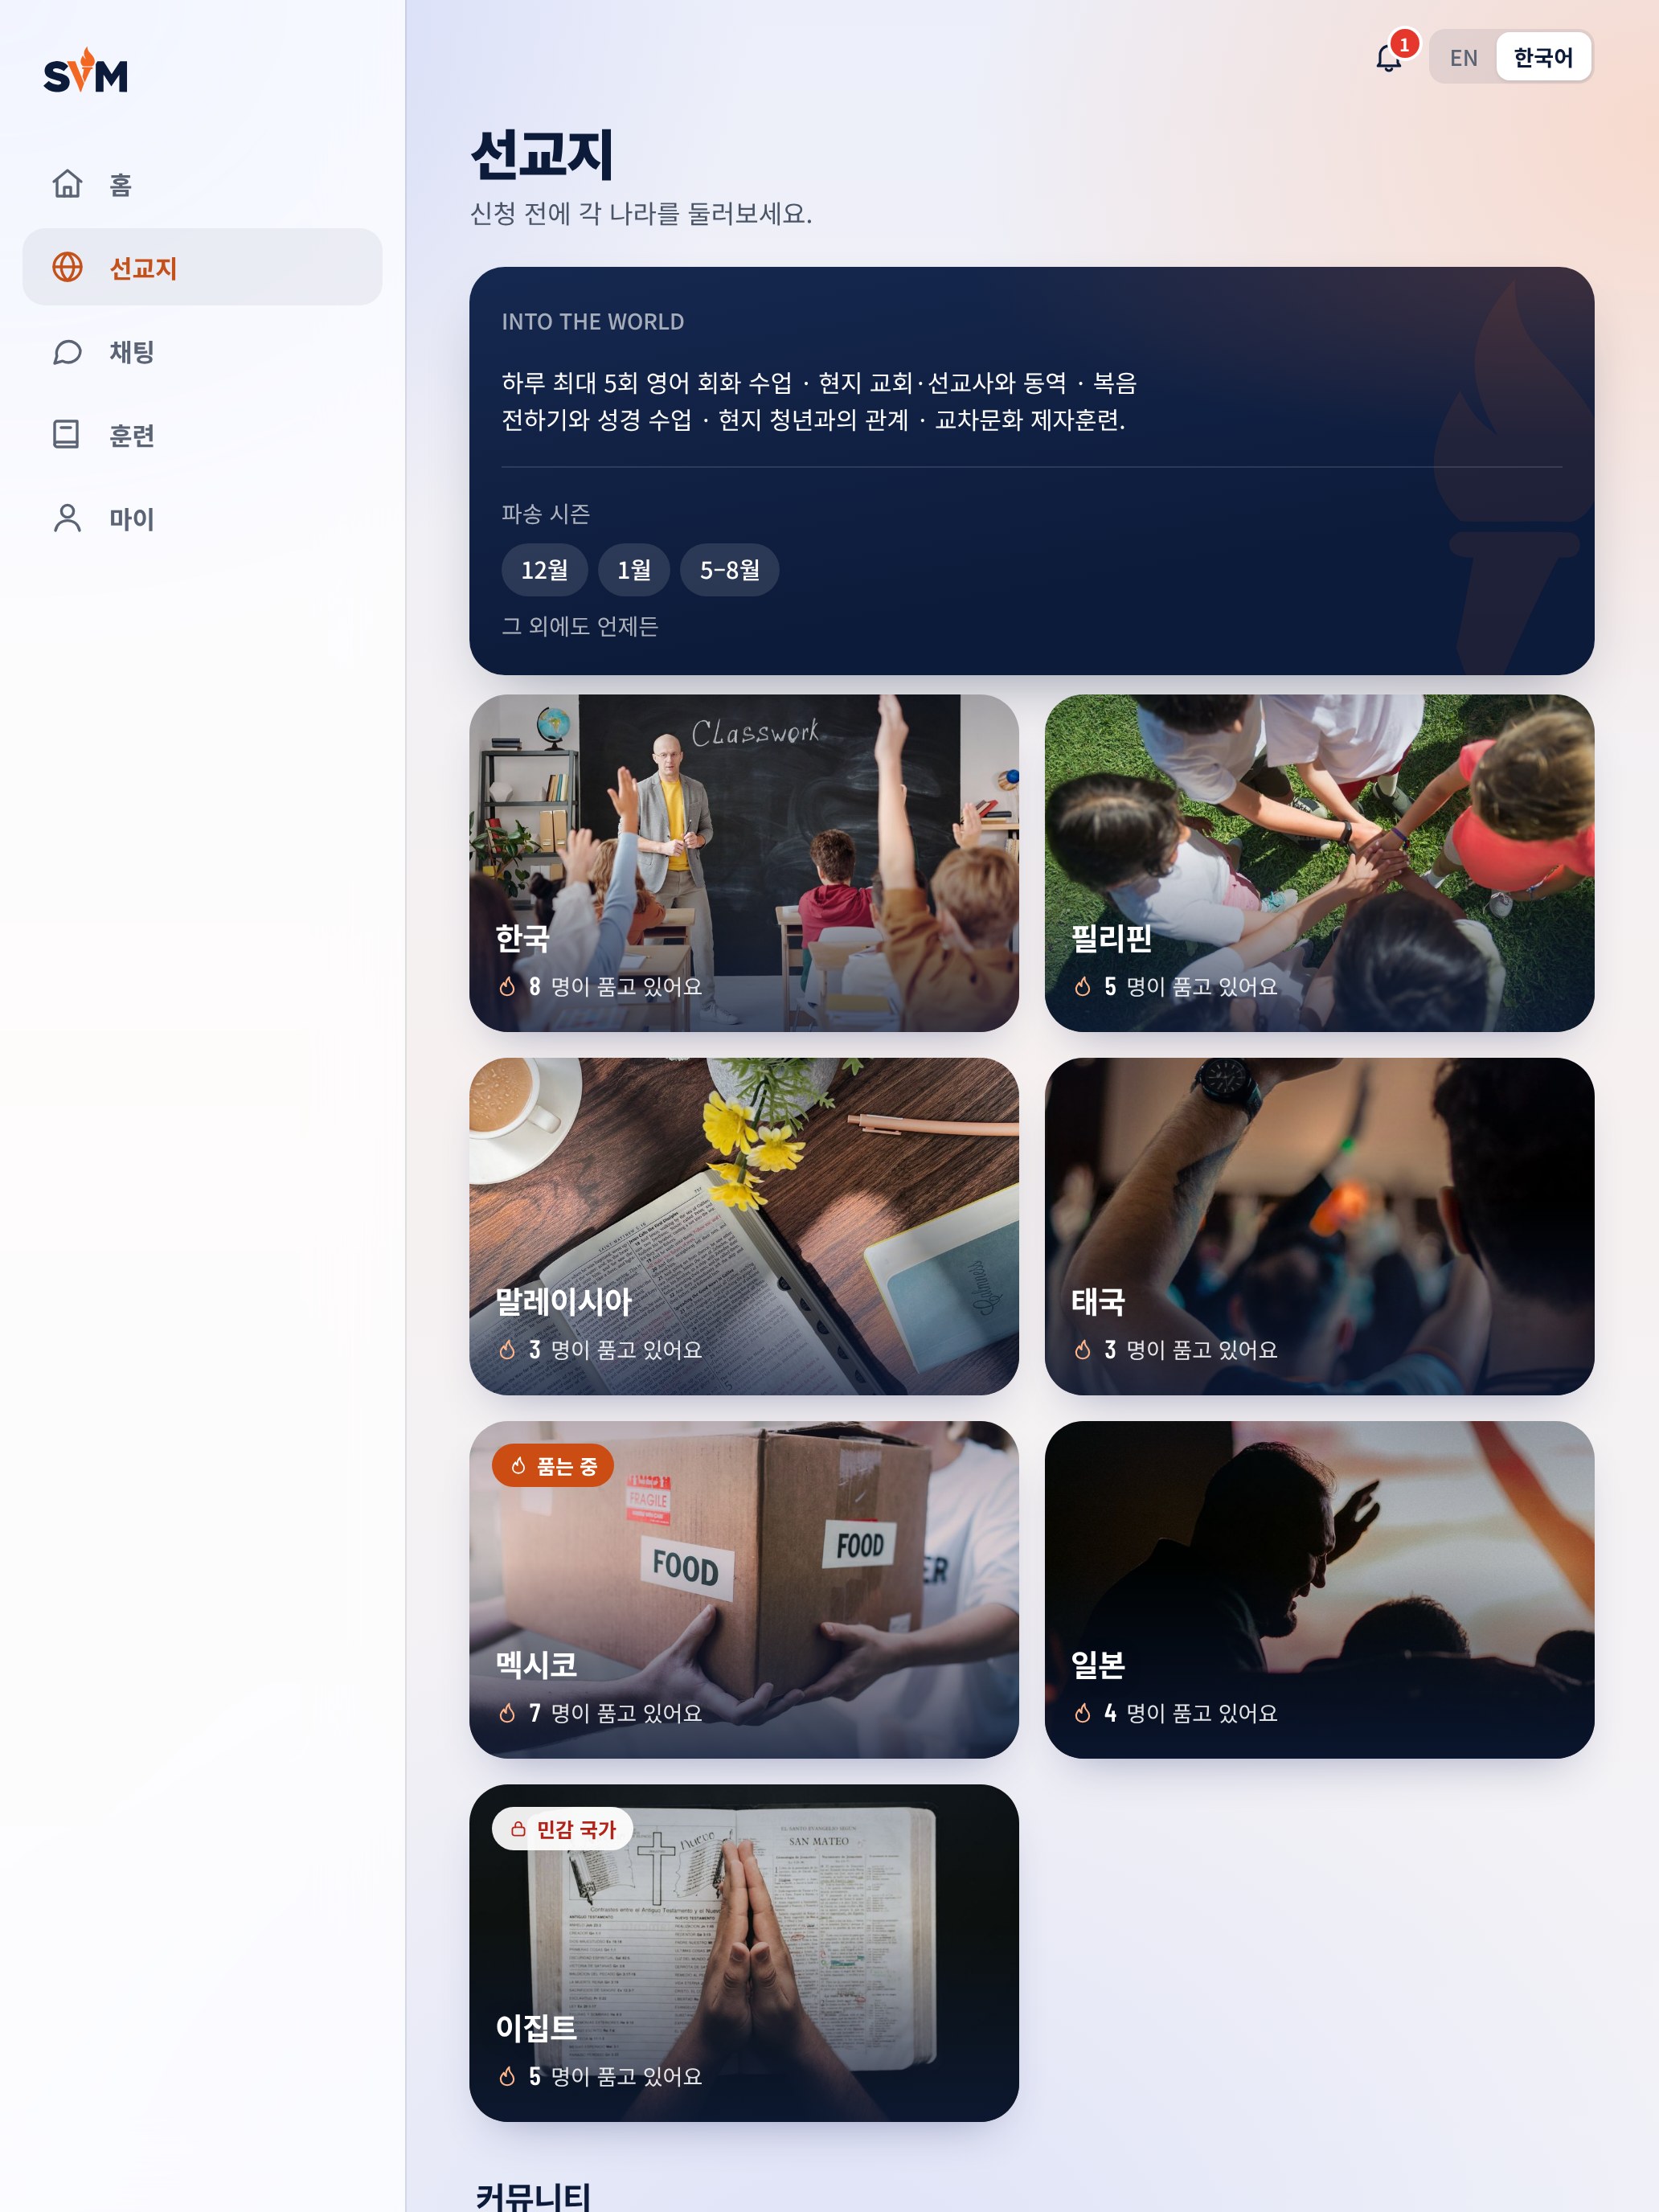 SVM
1
EN
한국어
홈
선교지
채팅
훈련
마이
선교지
신청 전에 각 나라를 둘러보세요.
INTO THE WORLD
하루 최대 5회 영어 회화 수업 · 현지 교회·선교사와 동역 · 복음
전하기와 성경 수업 · 현지 청년과의 관계 · 교차문화 제자훈련.
파송 시즌
12월
1월
5–8월
그 외에도 언제든
Classwork
한국
8 명이 품고 있어요
필리핀
5 명이 품고 있어요
말레이시아
3 명이 품고 있어요
태국
3 명이 품고 있어요
품는 중
FRAGILE
FOOD
FOOD
ER
멕시코
7 명이 품고 있어요
일본
4 명이 품고 있어요
민감 국가
Nuevo
SAN MATEO
이집트
5 명이 품고 있어요
커뮤니티